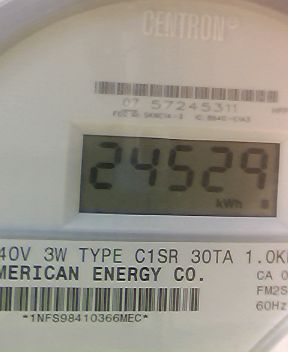 CENTRON®
07 57245311
24529
kWh
40V 3W TYPE C1SR 30TA 1.0K
MERICAN ENERGY CO.
CA 0
FM2S
60Hz
*1NFS98410366MEC*